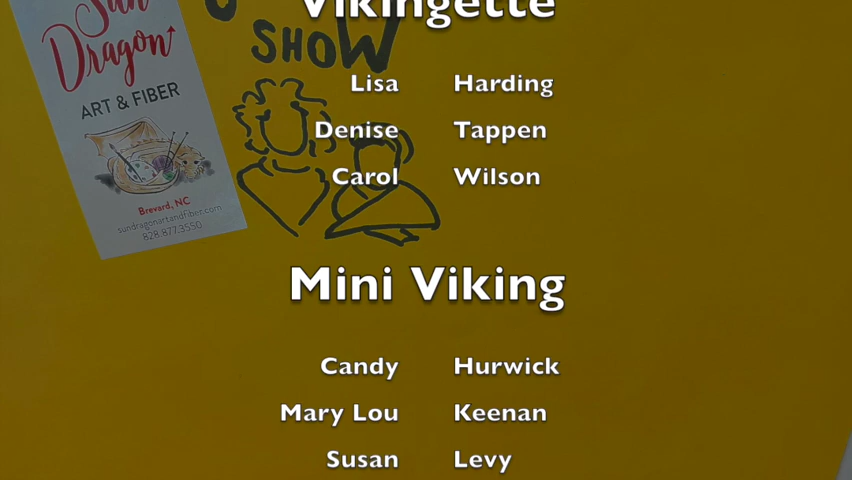 Vikingette
Sun
Dragon
SHOW
ART & FIBER
Lisa Harding
Denise Tappen
Carol Wilson
Brevard, NC
sundragonartandfiber.com
828.877.3550
Mini Viking
Candy Hurwick
Mary Lou Keenan
Susan Levy